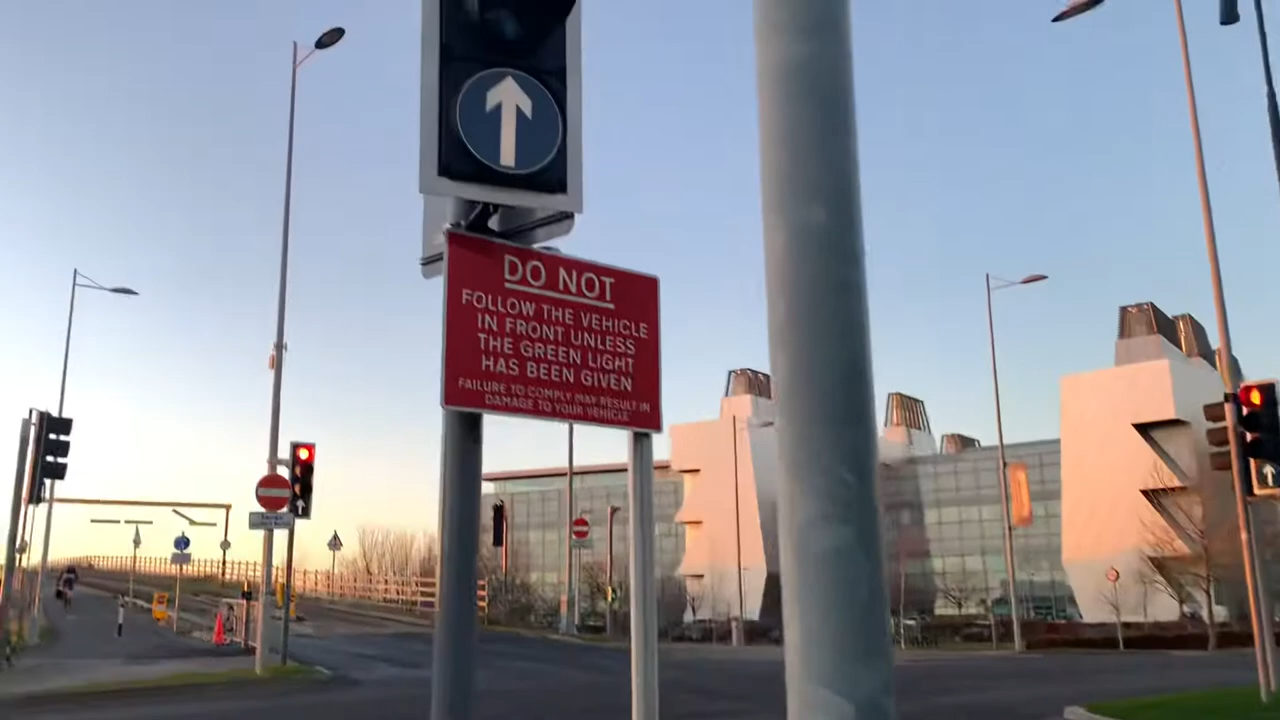 DO NOT
FOLLOW THE VEHICLE
IN FRONT UNLESS
THE GREEN LIGHT
HAS BEEN GIVEN
FAILURE TO COMPLY MAY RESULT IN
DAMAGE TO YOUR VEHICLE